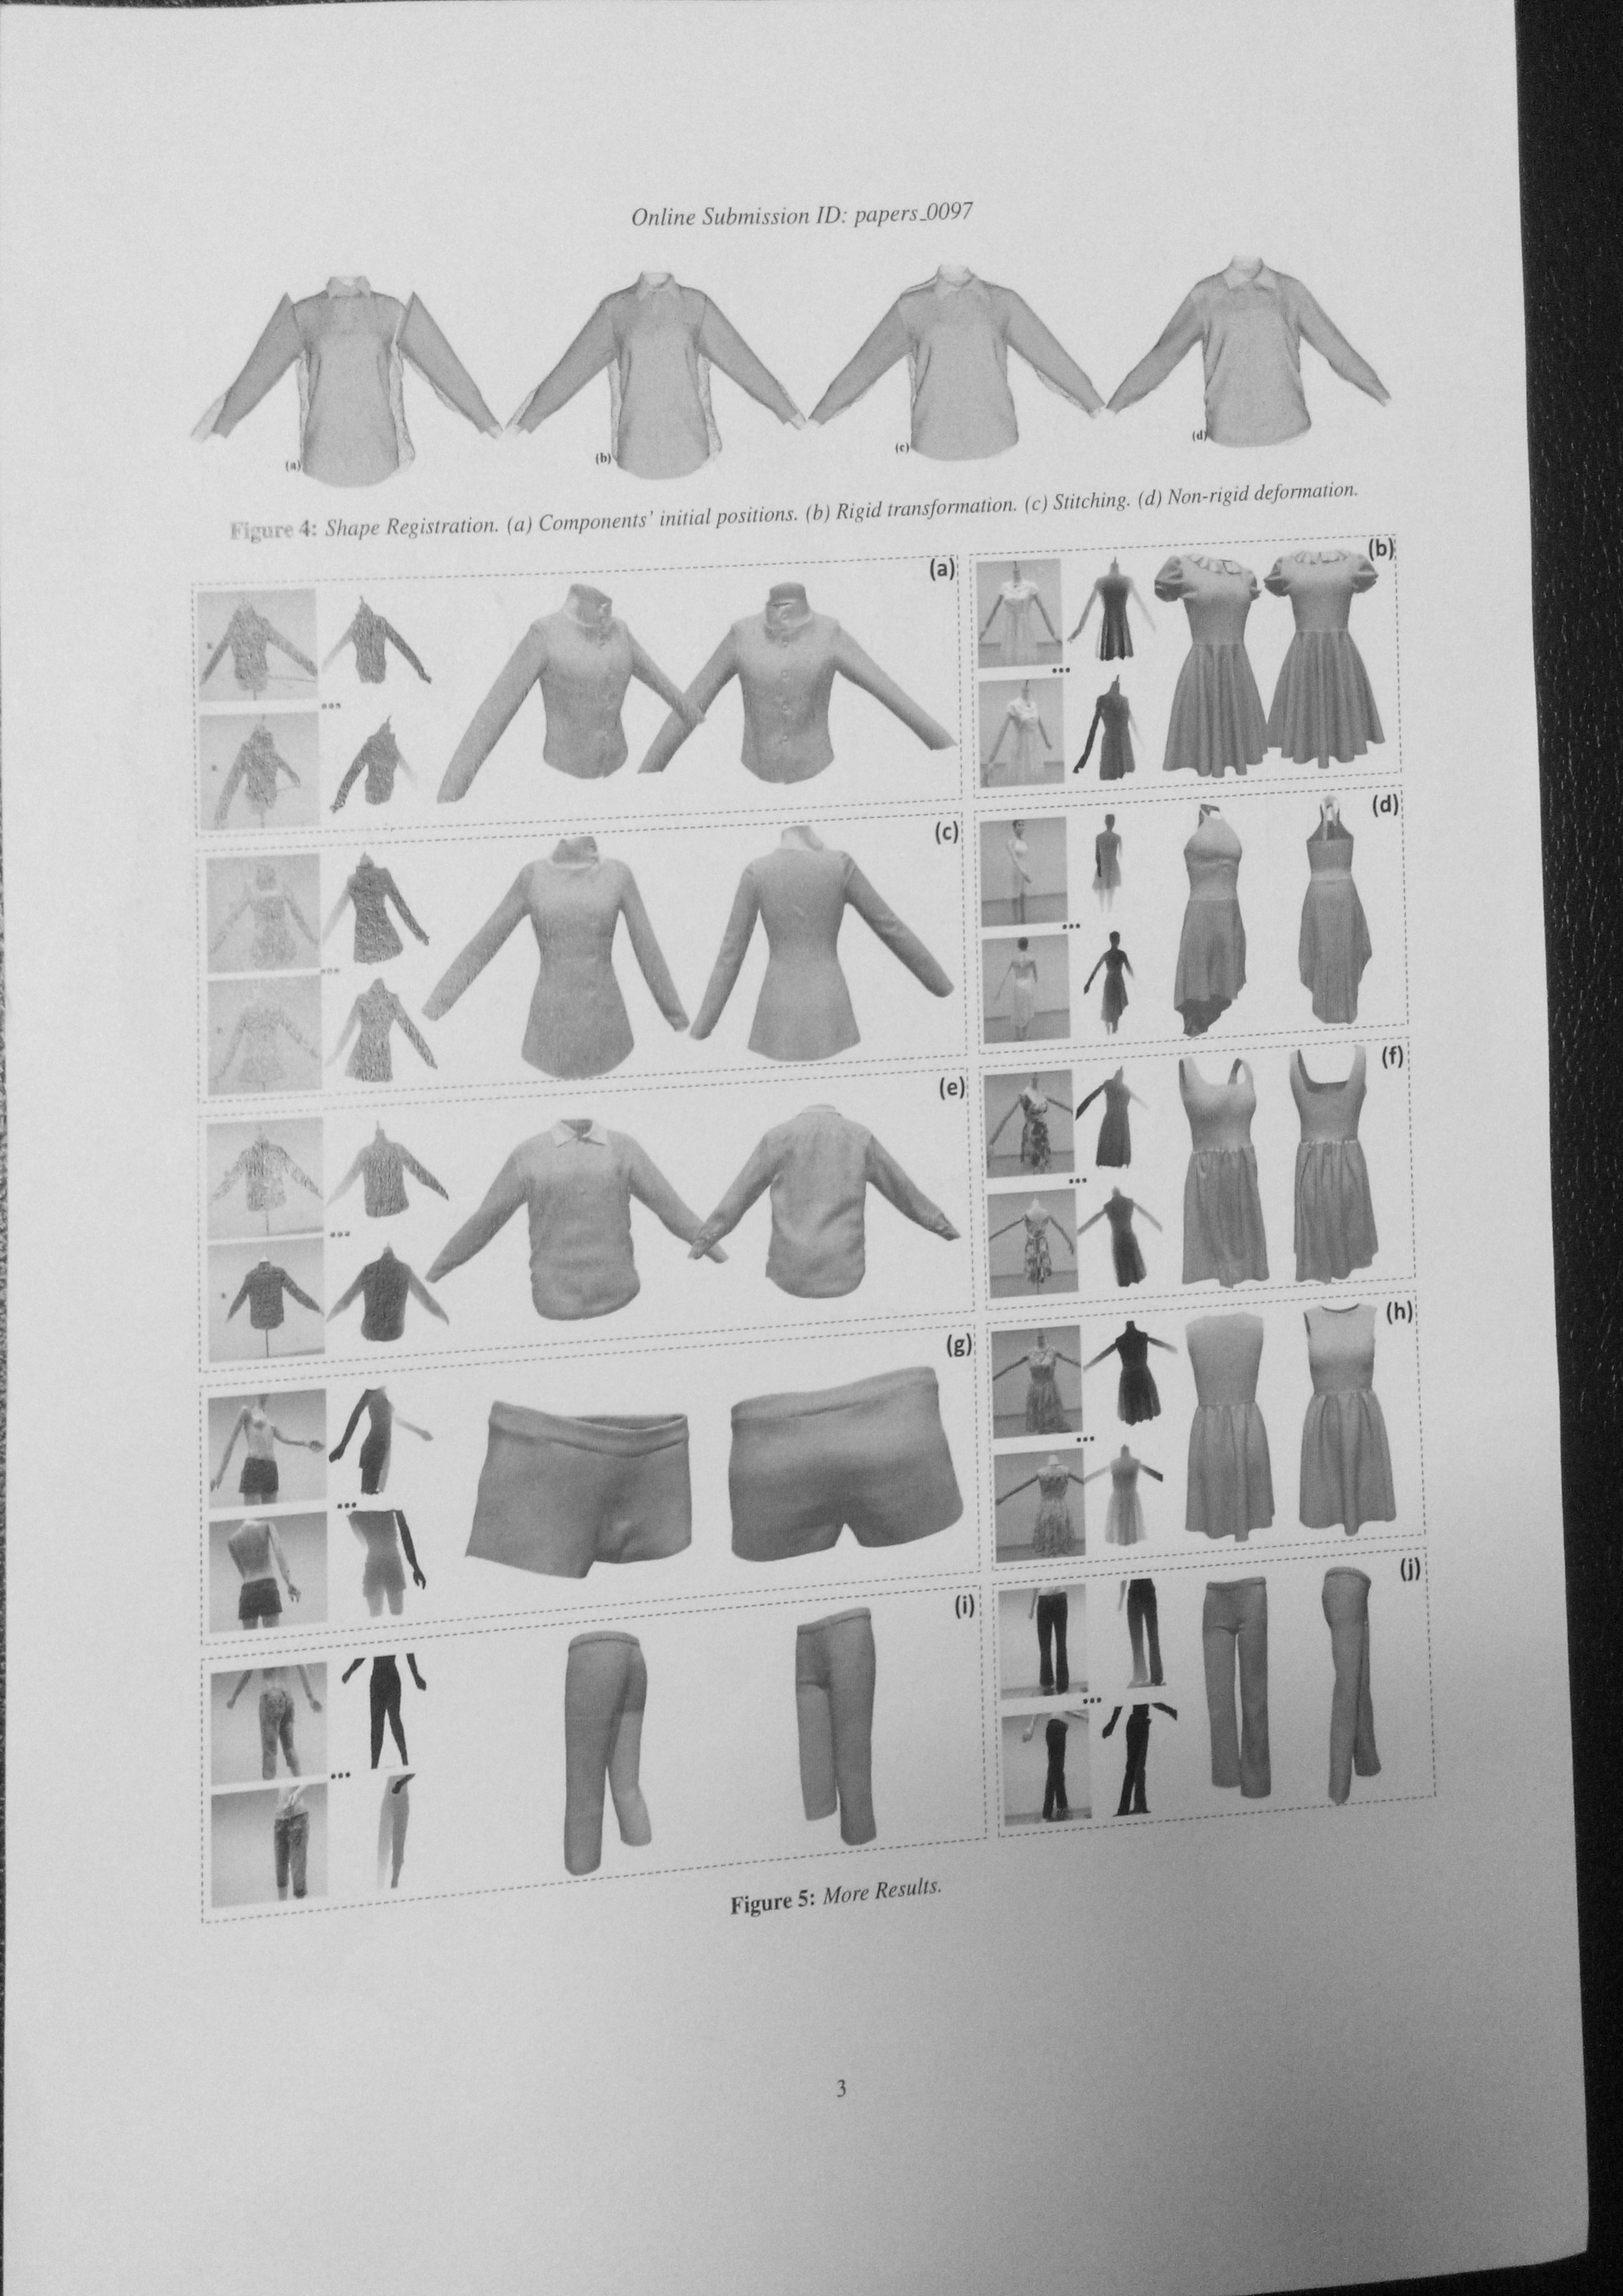 Online Submission ID: papers_0097
(a)
(b)
(c)
(d)
Figure 4: Shape Registration. (a) Components' initial positions. (b) Rigid transformation. (c) Stitching. (d) Non-rigid deformation.
(a)
(b)
(c)
(d)
(e)
(f)
(g)
(h)
(i)
(j)
Figure 5: More Results.
3